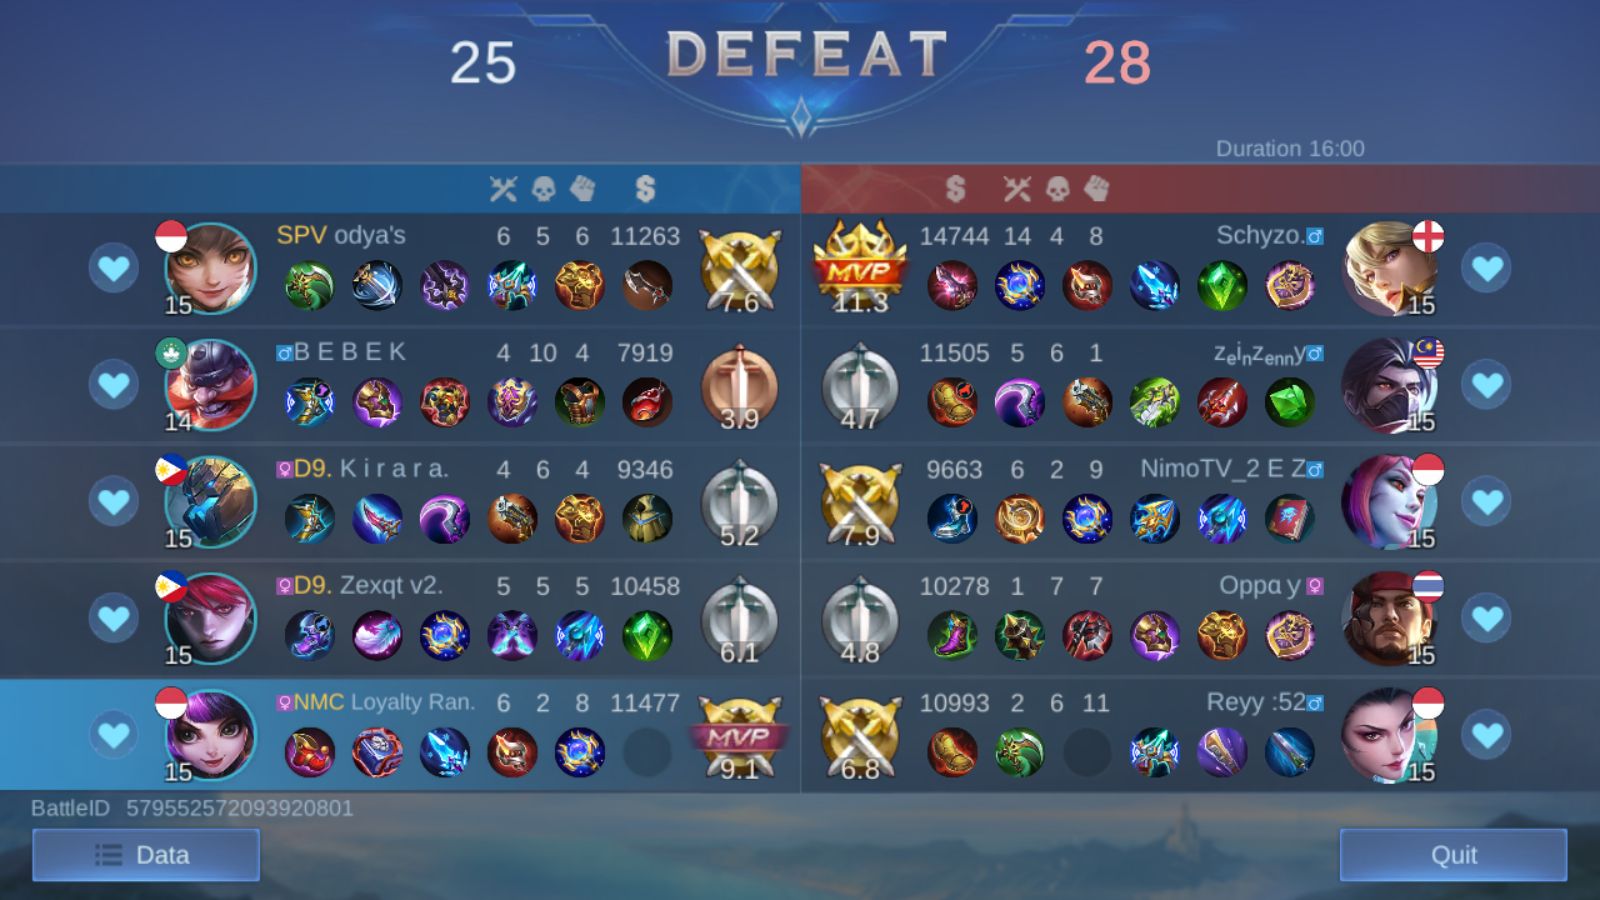 25 DEFEAT 28
Duration 16:00
SPV odya's 6 5 6 11263
15 7.6
14744 14 4 8 Schyzo.
MVP 11.3 15
B E B E K 4 10 4 7919
14 3.9
11505 5 6 1 zeinzenny
4.7 15
D9. K i r a r a. 4 6 4 9346
15 5.2
9663 6 2 9 NimoTV_2 E Z
7.9 15
D9. Zexqt v2. 5 5 5 10458
15 6.1
10278 1 7 7 Oppα y
4.8 15
NMC Loyalty Ran. 6 2 8 11477
15 MVP 9.1
10993 2 6 11 Reyy :52
6.8 15
BattleID 579552572093920801
Data
Quit